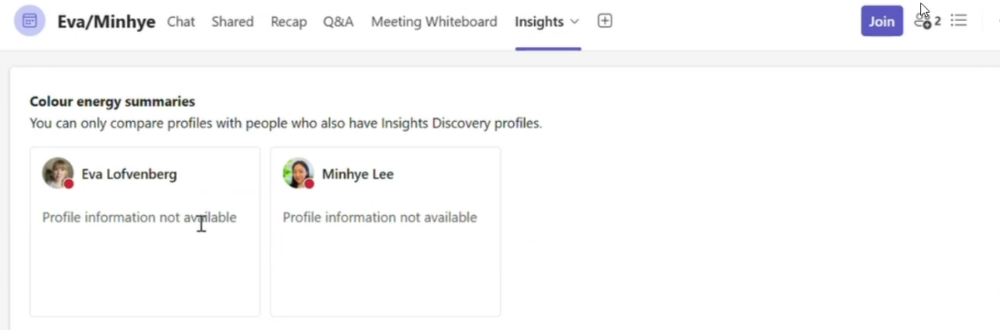 Eva/Minhye Chat Shared Recap Q&A Meeting Whiteboard Insights Join 2
Colour energy summaries
You can only compare profiles with people who also have Insights Discovery profiles.
Eva Lofvenberg
Profile information not available
Minhye Lee
Profile information not available